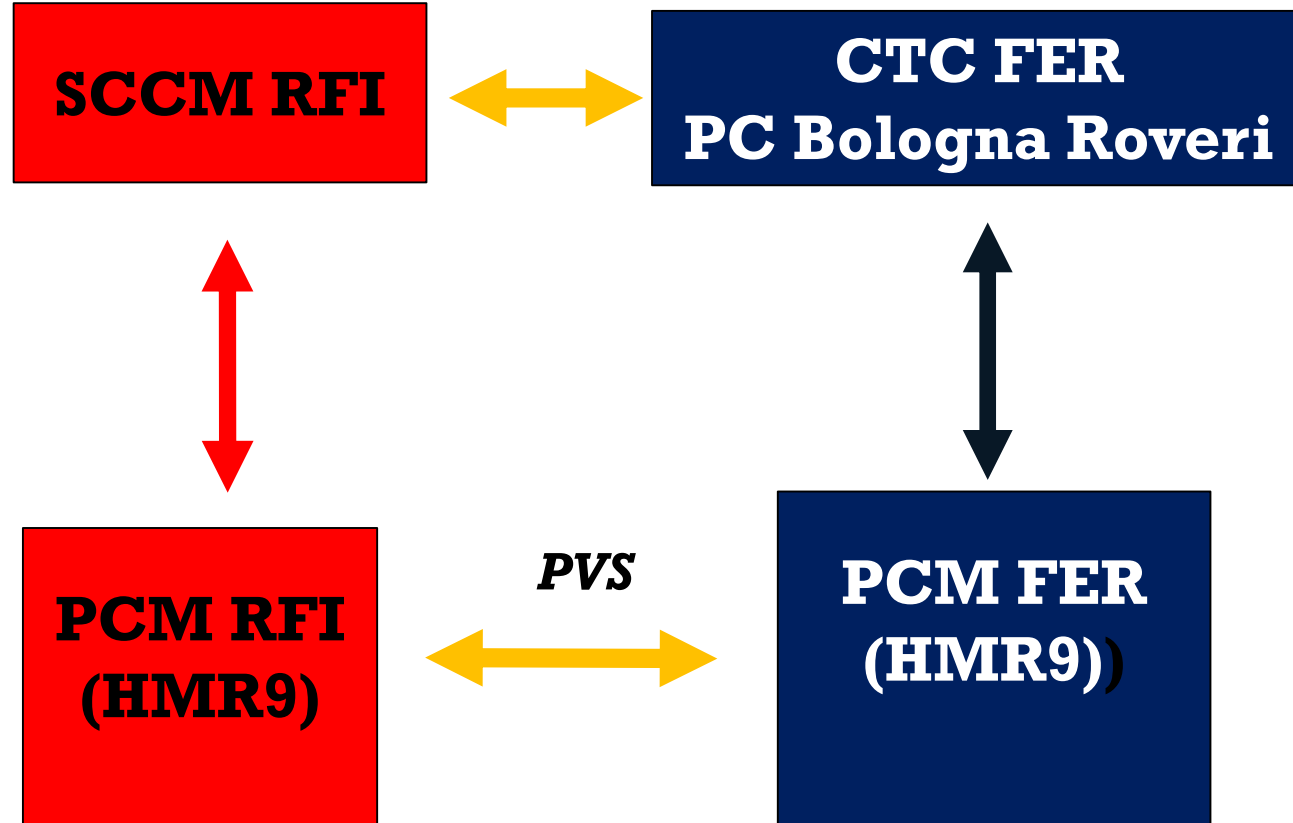 SCCM RFI
CTC FER
PC Bologna Roveri
PVS
PCM RFI
(HMR9)
PCM FER
(HMR9))